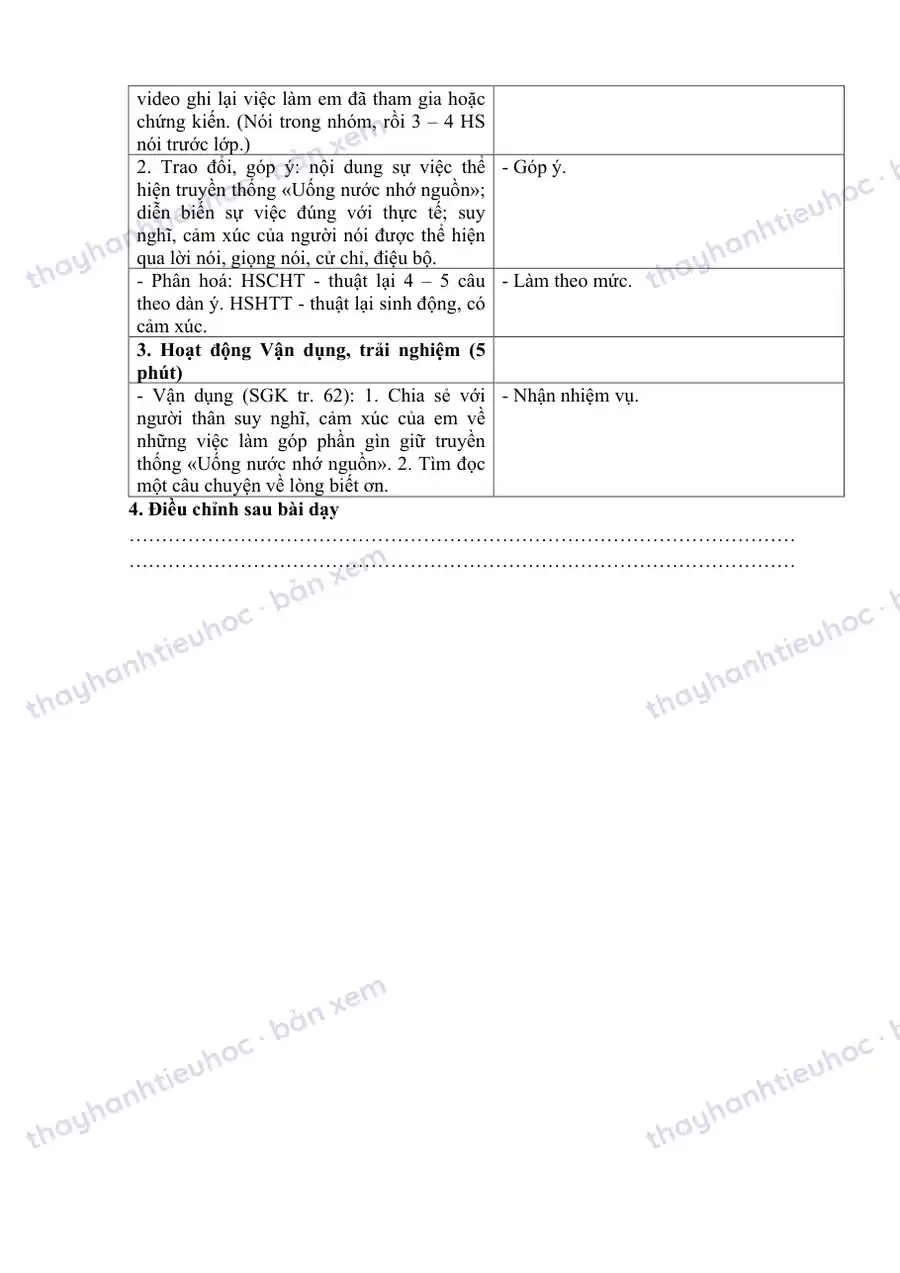 video ghi lại việc làm em đã tham gia hoặc
chứng kiến. (Nói trong nhóm, rồi 3 – 4 HS
nói trước lớp.)
2. Trao đổi, góp ý: nội dung sự việc thể
hiện truyền thống «Uống nước nhớ nguồn»;
diễn biến sự việc đúng với thực tế; suy
nghĩ, cảm xúc của người nói được thể hiện
qua lời nói, giọng nói, cử chỉ, điệu bộ.
- Góp ý.
- Phân hoá: HSCHT - thuật lại 4 – 5 câu
theo dàn ý. HSHTT - thuật lại sinh động, có
cảm xúc.
- Làm theo mức.
3. Hoạt động Vận dụng, trải nghiệm (5
phút)
- Vận dụng (SGK tr. 62): 1. Chia sẻ với
người thân suy nghĩ, cảm xúc của em về
những việc làm góp phần gìn giữ truyền
thống «Uống nước nhớ nguồn». 2. Tìm đọc
một câu chuyện về lòng biết ơn.
- Nhận nhiệm vụ.
4. Điều chỉnh sau bài dạy
……………………………………………………………………………………………
……………………………………………………………………………………………
thayhanhtieuhoc · bản xem
thayhanhtieuhoc · b
thayhanhtieuhoc · bản xem
thayhanhtieuhoc · b
thayhanhtieuhoc · bản xem
thayhanhtieuhoc · b